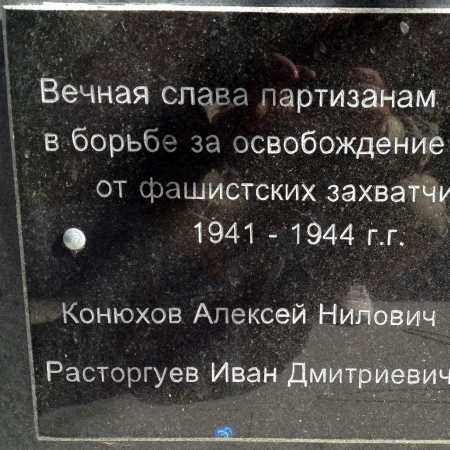 Вечная слава партизанам
в борьбе за освобождение
от фашистских захватчи
1941 - 1944 г.г.
Конюхов Алексей Нилович
Расторгуев Иван Дмитриевич